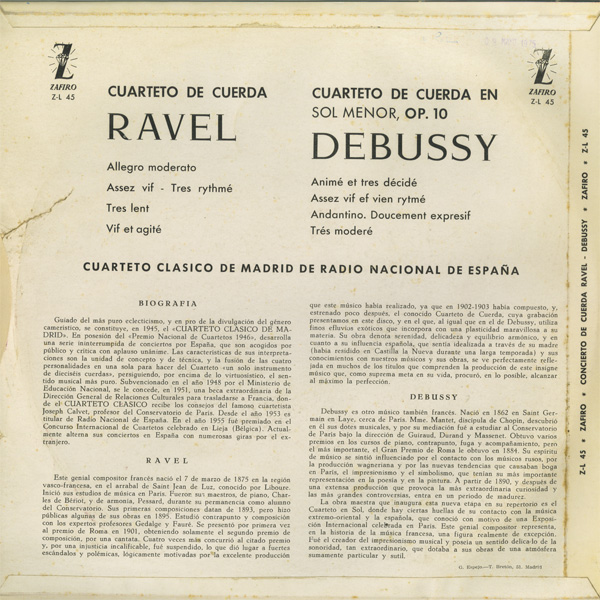 ZAFIRO
Z-L 45
CUARTETO DE CUERDA
RAVEL
Allegro moderato
Assez vif - Tres rythmé
Tres lent
Vif et agité
CUARTETO DE CUERDA EN
SOL MENOR, OP. 10
DEBUSSY
Animé et tres décidé
Assez vif ef vien rytmé
Andantino. Doucement expresif
Trés moderé
ZAFIRO
Z-L 45
CUARTETO CLASICO DE MADRID DE RADIO NACIONAL DE ESPAÑA
BIOGRAFIA
Guiado del más puro eclecticismo, y en pro de la divulgación del género
camerístico, se constituye, en 1945, el «CUARTETO CLASICO DE MA-
DRID». En posesión del «Premio Nacional de Cuartetos 1946», desarrolla
una serie ininterrumpida de conciertos por España, que son acogidos por
público y crítica con aplauso unánime. Las características de sus interpreta-
ciones son la unidad de concepto y de técnica, y la fusión de las cuatro
personalidades en una sola para hacer del Cuarteto «un solo instrumento
de dieciséis cuerdas», persiguiendo, por encima de lo virtuosístico, el sen-
tido musical más puro. Subvencionado en el año 1948 por el Ministerio de
Educación Nacional, se le concede, en 1951, una beca extraordinaria de la
Dirección General de Relaciones Culturales para trasladarse a Francia, don-
de el CUARTETO CLASICO recibe los consejos del famoso cuartetista
Joseph Calvet, profesor del Conservatorio de París. Desde el año 1953 es
titular de Radio Nacional de España. En el año 1955 fué premiado en el
Concurso Internacional de Cuartetos celebrado en Lieja (Bélgica). Actual-
mente alterna sus conciertos en España con numerosas giras por el ex-
tranjero.
RAVEL
Este genial compositor francés nació el 7 de marzo de 1875 en la región
vasco-francesa, en el arrabal de Saint Jean de Luz, conocido por Liboure.
Inició sus estudios de música en París. Fueron sus maestros, de piano, Char-
les de Bériot, y de armonía, Pessard, durante su permanencia como alumno
del Conservatorio. Sus primeras composiciones datan de 1893, pero hizo
públicas algunas de sus obras en 1895. Estudió contrapunto y composición
con los expertos profesores Gedalge y Fauré. Se presentó por primera vez
al premio de Roma en 1901, obteniendo solamente el segundo premio de
composición, por una cantata. Cuatro veces más concurrió al citado premio
y, por una injusticia incalificable, fué suspendido, lo que dió lugar a fuertes
escándalos y polémicas, lógicamente motivadas por la excelente producción
que este músico había realizado, ya que en 1902-1903 había compuesto, y,
estrenado poco después, el conocido Cuarteto de Cuerda, cuya grabación
presentamos en este disco, y en el que, al igual que en el de Debussy, utiliza
finos efluvios exóticos que incorpora con una plasticidad maravillosa a su
materia. Su obra denota serenidad, delicadeza y equilibrio armónico, y en
cuanto a su influencia española, que sentía idealizada a través de su madre
(había residido en Castilla la Nueva durante una larga temporada) y sus
conocimientos con nuestros músicos y sus obras, se ve perfectamente refle-
jada en muchos de los títulos que comprenden la producción de este insigne
músico que, como suprema meta en su vida, procuró, en lo posible, alcanzar
al máximo la perfección.
DEBUSSY
Debussy es otro músico también francés. Nació en 1862 en Saint Ger-
main en Laye, cerca de París. Mme. Mantet, discípula de Chopin, descubrió
en él sus dotes musicales, y por su mediación fué a estudiar al Conservatorio
de París bajo la dirección de Guiraud, Durand y Massenet. Obtuvo varios
premios en los cursos de piano, contrapunto, fuga y acompañamiento, pero
el más importante, el Gran Premio de Roma le obtuvo en 1884. Su espíritu
de músico se sintió influenciado por el contacto con los músicos rusos, por
la producción wagneriana y por las nuevas tendencias que causaban boga
en París, el impresionismo y el simbolismo, que tenían su más importante
representación en la poesía y en la pintura. A partir de 1890, y después de
una extensa producción que provoca la más extraordinaria curiosidad y
las más grandes controversias, entra en un período de madurez.
La obra maestra que inaugura esta nueva etapa en su repertorio es el
Cuarteto en Sol, donde hay ciertas huellas de su contacto con la música
extremo-oriental y la española, que conoció con motivo de una Exposi-
ción Internacional celebrada en París. Este genial compositor representa,
en la historia de la música francesa, una figura realmente de excepción.
Fué el creador del impresionismo musical y poseía un sentido delicado de la
sonoridad, tan extraordinario, que dotaba a sus obras de una atmósfera
sumamente particular y sutil.
Z-L 45 * ZAFIRO * CONCIERTO DE CUERDA RAVEL - DEBUSSY * ZAFIRO * Z-L 45